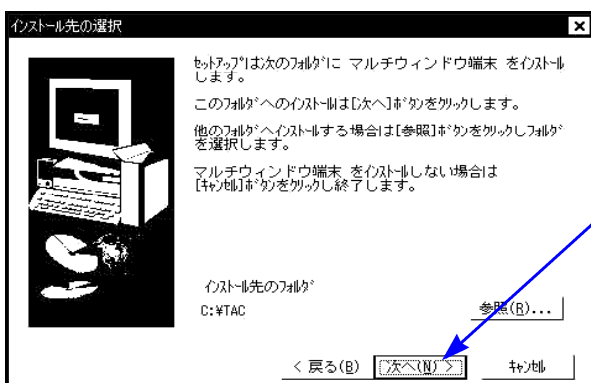 インストール先の選択
ｾｯﾄｱｯﾌﾟは次のﾌｫﾙﾀﾞに マルチウィンドウ端末 をｲﾝｽﾄｰﾙ
します。
このﾌｫﾙﾀﾞへのｲﾝｽﾄｰﾙは[次へ]ﾎﾞﾀﾝをｸﾘｯｸします。
他のﾌｫﾙﾀﾞへｲﾝｽﾄｰﾙする場合は[参照]ﾎﾞﾀﾝをｸﾘｯｸしﾌｫﾙﾀﾞ
を選択します。
マルチウィンドウ端末 をｲﾝｽﾄｰﾙしない場合は
[ｷｬﾝｾﾙ]ﾎﾞﾀﾝをｸﾘｯｸし終了します。
ｲﾝｽﾄｰﾙ先のﾌｫﾙﾀﾞ
C:¥TAC
参照(R)...
< 戻る(B)
次へ(N) >
ｷｬﾝｾﾙ